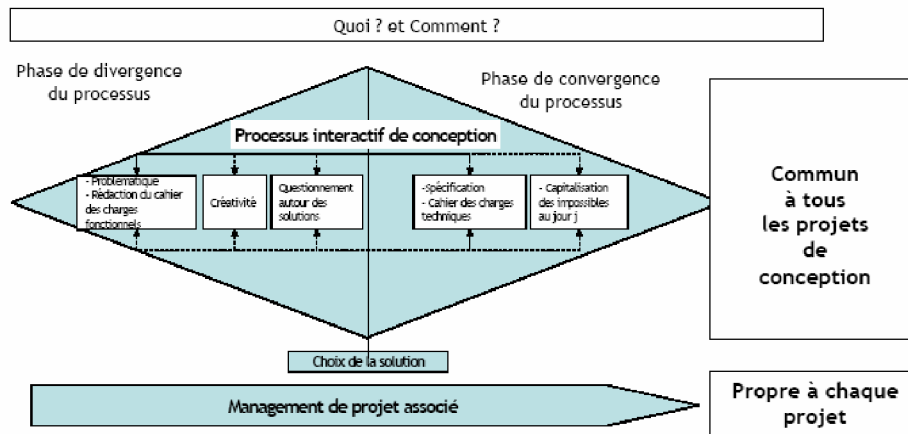 Quoi ? et Comment ?
Phase de divergence
du processus
Phase de convergence
du processus
Processus interactif de conception
- Problématique
- Rédaction du cahier
des charges
fonctionnels
Créativité
Questionnement
autour des
solutions
-Spécification
- Cahier des charges
techniques
- Capitalisation
des impossibles
au jour j
Commun
à tous
les projets
de
conception
Choix de la solution
Management de projet associé
Propre à chaque
projet